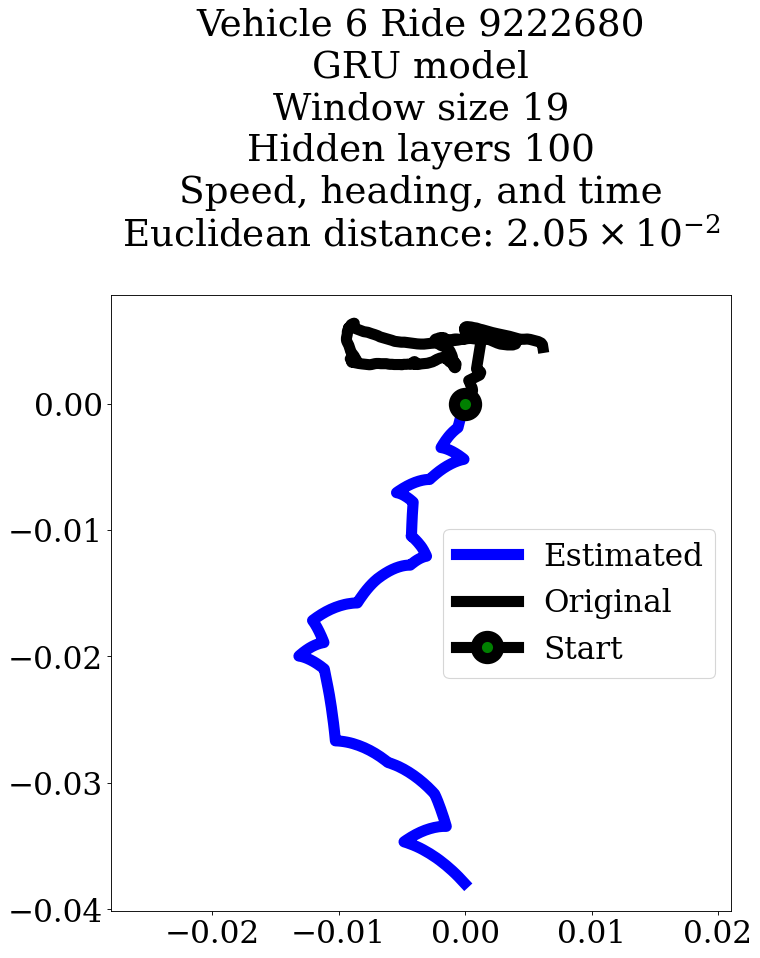 Vehicle 6 Ride 9222680
GRU model
Window size 19
Hidden layers 100
Speed, heading, and time
Euclidean distance: 2.05 × 10⁻²
0.00
−0.01
−0.02
−0.03
−0.04
Estimated
Original
Start
−0.02 −0.01 0.00 0.01 0.02